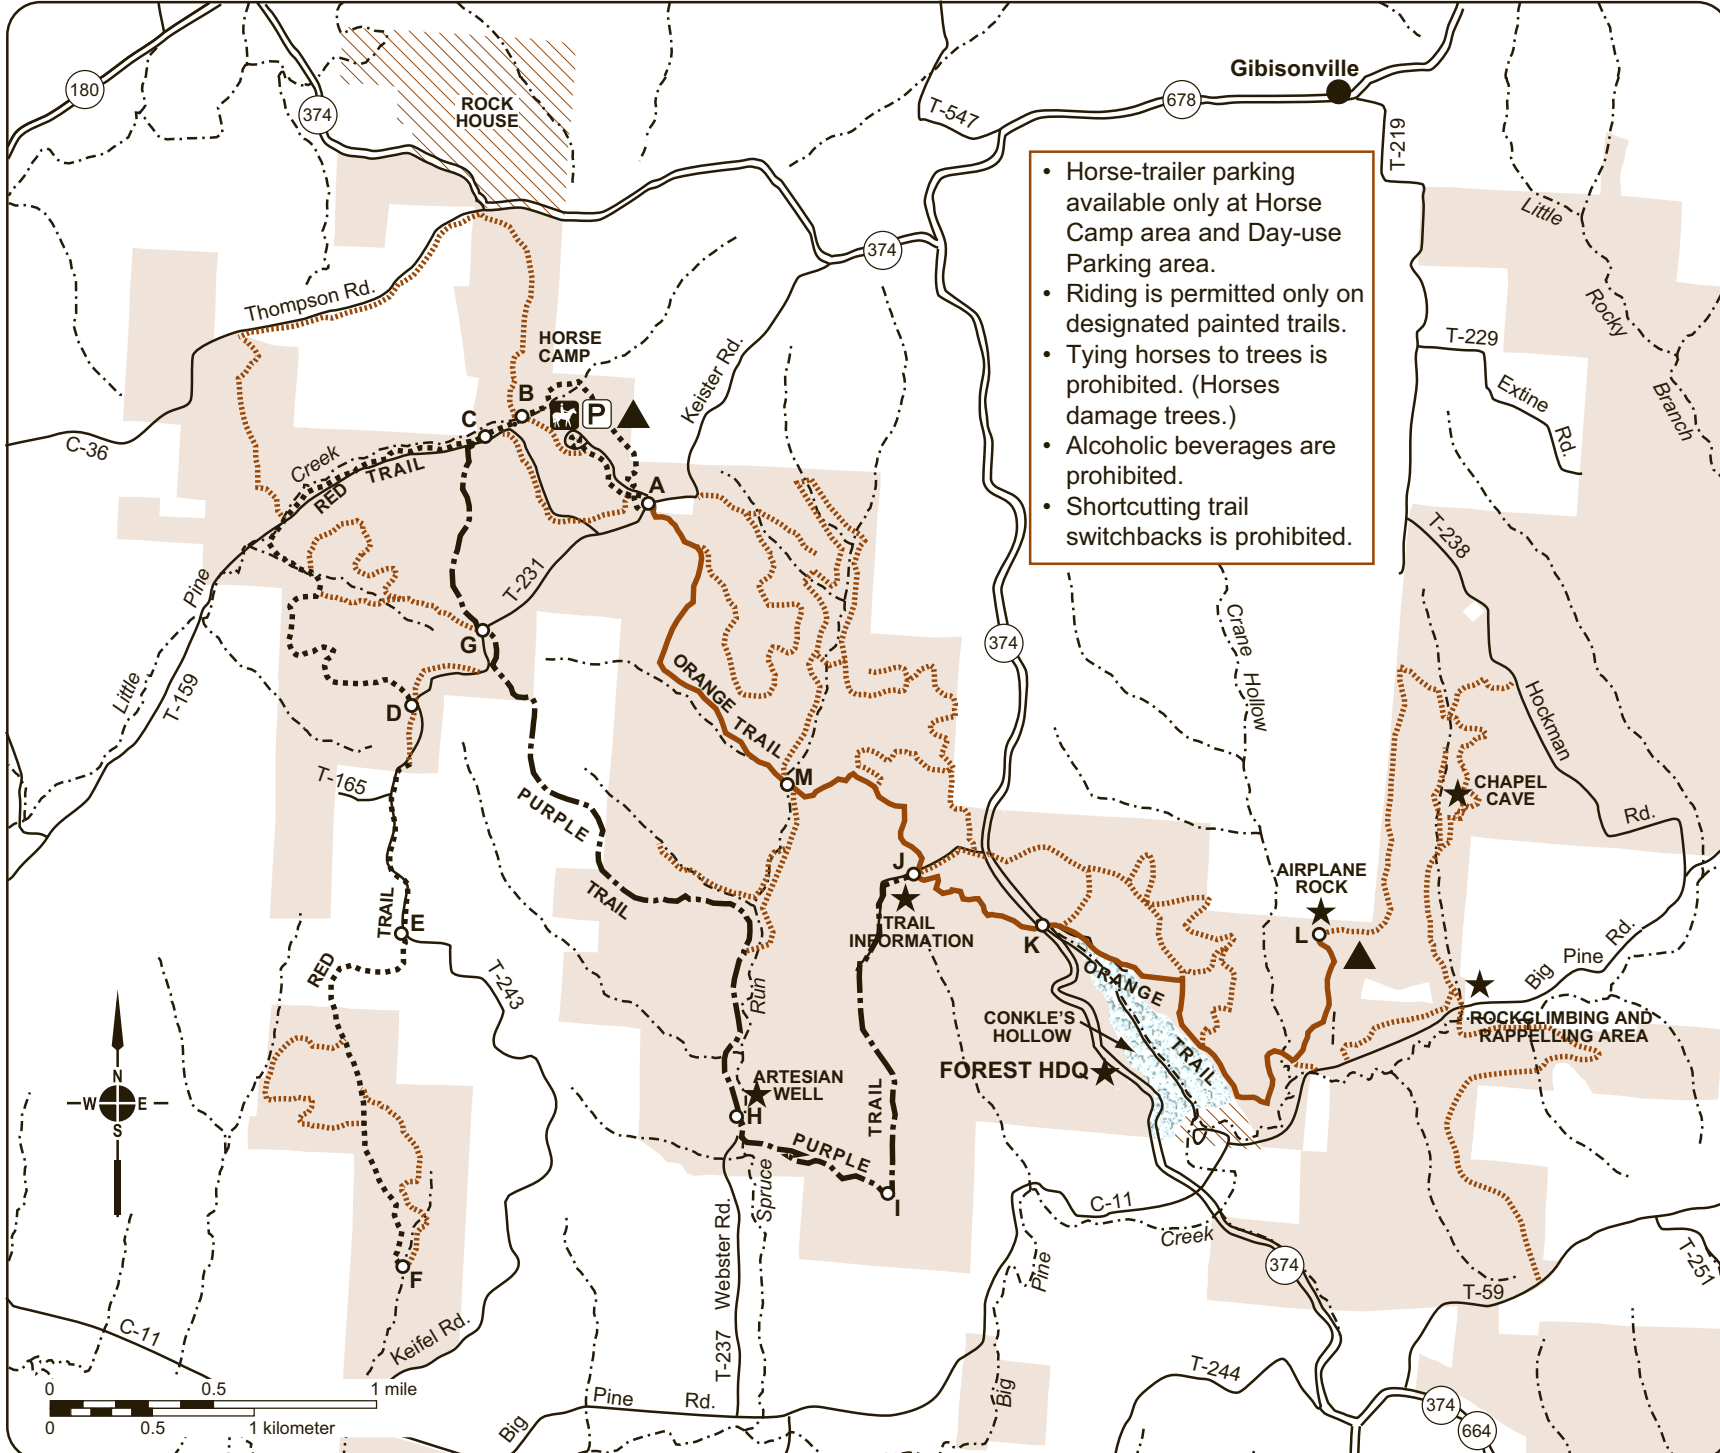 Gibisonville
180
374
ROCK
HOUSE
T-547
678
T-219
• Horse-trailer parking
available only at Horse
Camp area and Day-use
Parking area.
• Riding is permitted only on
designated painted trails.
• Tying horses to trees is
prohibited. (Horses
damage trees.)
• Alcoholic beverages are
prohibited.
• Shortcutting trail
switchbacks is prohibited.
Little
Rocky
Branch
374
Thompson Rd.
HORSE
CAMP
Keister Rd.
T-229
Extine
Rd.
B
P
C
C-36
Creek
RED TRAIL
A
T-238
Pine
T-231
Crane
Hollow
G
374
Little
T-159
ORANGE TRAIL
Hockman
D
T-165
M
CHAPEL
CAVE
PURPLE
Rd.
J
AIRPLANE
ROCK
TRAIL
TRAIL
E
TRAIL
INFORMATION
K
L
RED
T-243
Run
ORANGE
Big Pine Rd.
CONKLE'S
HOLLOW
ROCKCLIMBING AND
RAPPELLING AREA
TRAIL
FOREST HDQ
N
W E
S
ARTESIAN
WELL
H
TRAIL
PURPLE
I
Spruce
Webster Rd.
C-11
Creek
Pine
F
374
T-251
T-59
C-11
Keifel Rd.
T-237
T-244
0 0.5 1 mile
0 0.5 1 kilometer
Big
Pine
Rd.
Big
374
664